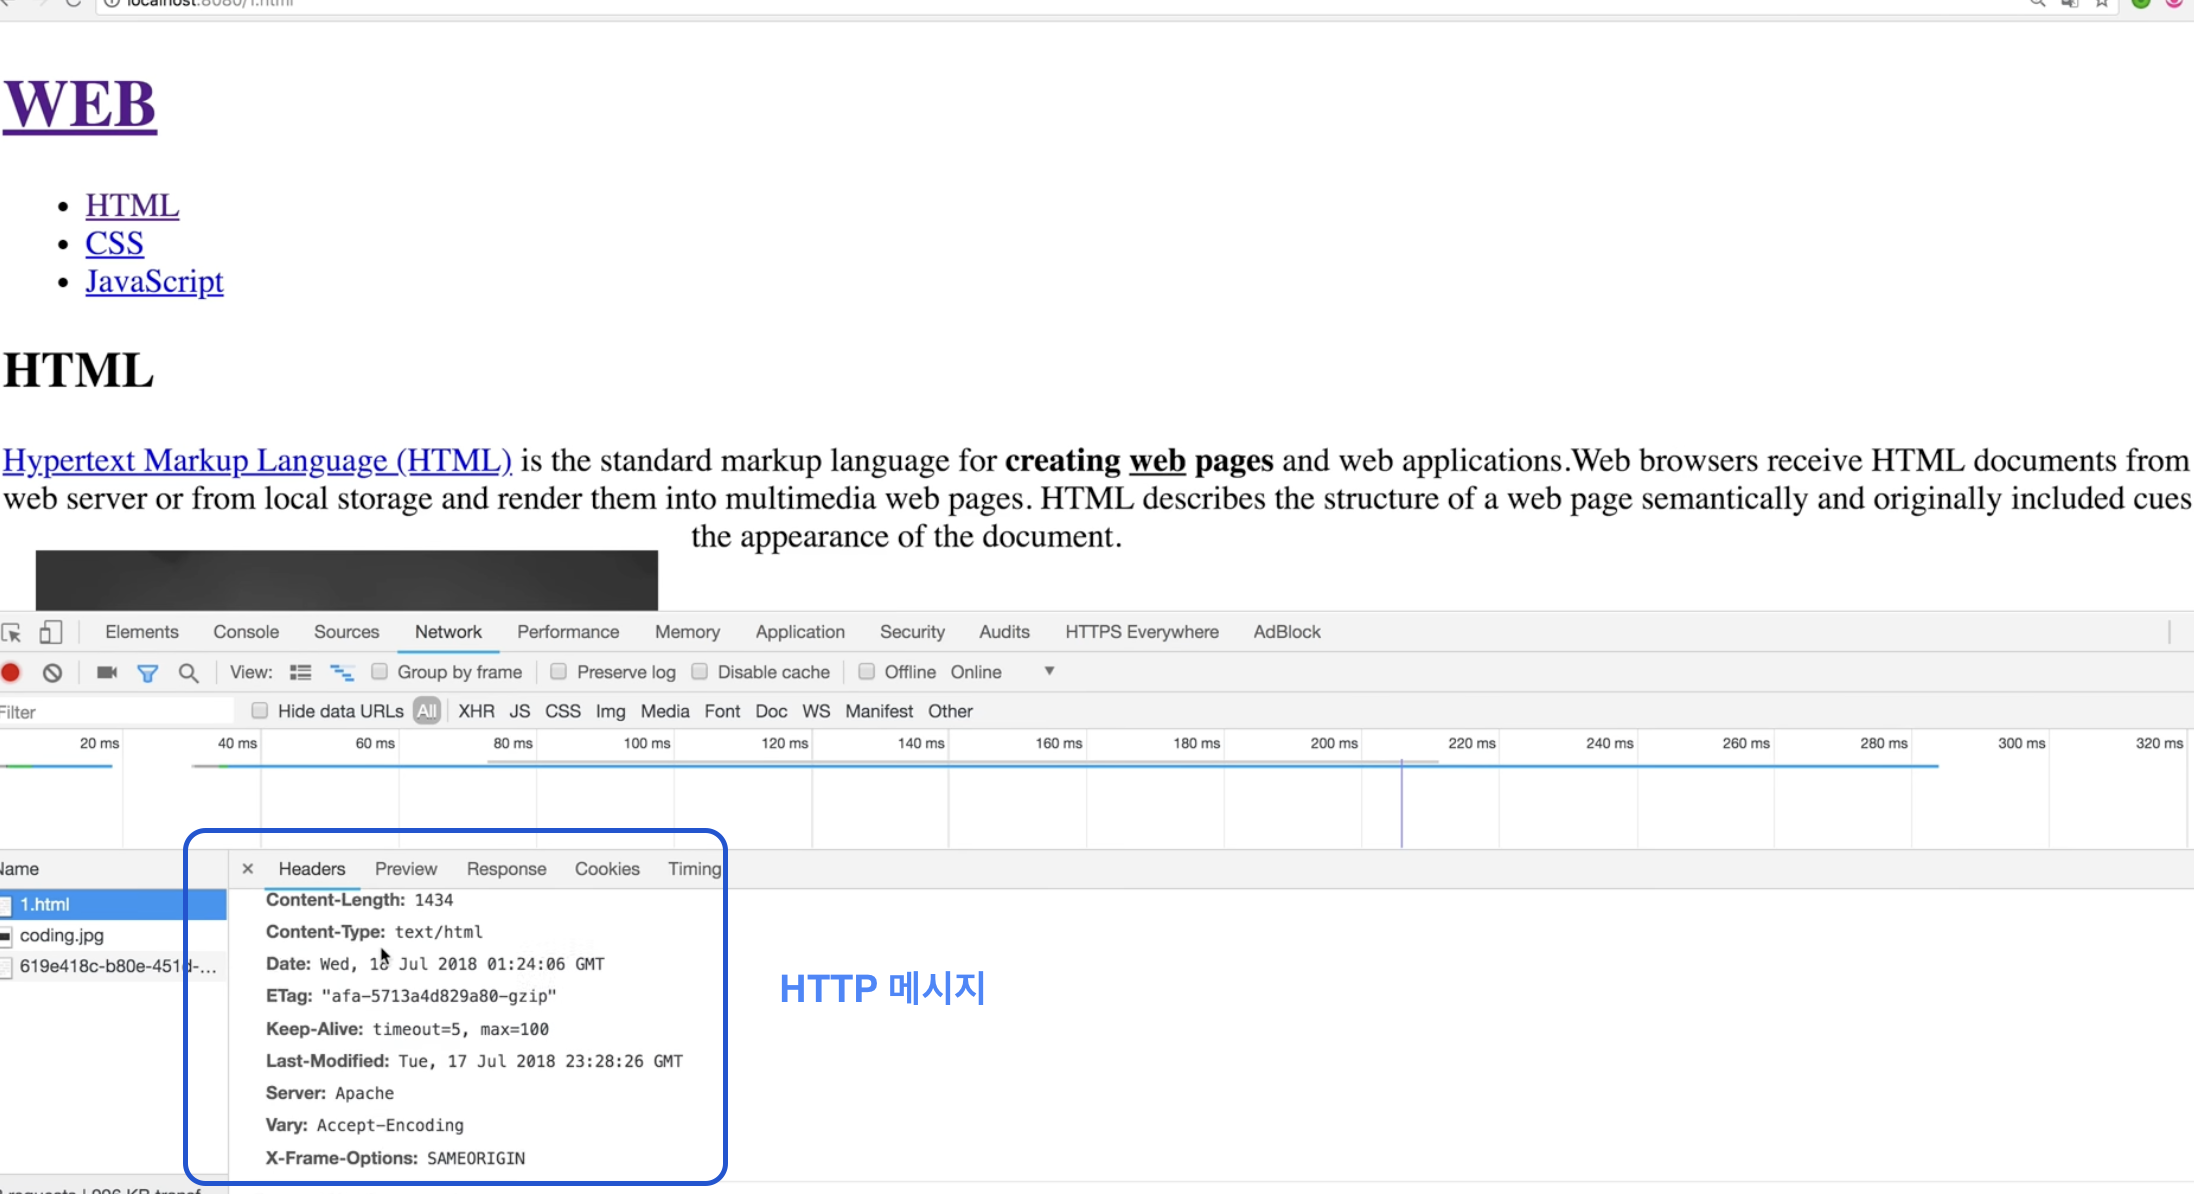 localhost:8080/1.html
WEB
HTML
CSS
JavaScript
HTML
Hypertext Markup Language (HTML) is the standard markup language for creating web pages and web applications.Web browsers receive HTML documents from
web server or from local storage and render them into multimedia web pages. HTML describes the structure of a web page semantically and originally included cues
the appearance of the document.
Elements Console Sources Network Performance Memory Application Security Audits HTTPS Everywhere AdBlock
View: Group by frame Preserve log Disable cache Offline Online
Filter Hide data URLs All XHR JS CSS Img Media Font Doc WS Manifest Other
20 ms 40 ms 60 ms 80 ms 100 ms 120 ms 140 ms 160 ms 180 ms 200 ms 220 ms 240 ms 260 ms 280 ms 300 ms 320 ms
Name × Headers Preview Response Cookies Timing
1.html
coding.jpg
619e418c-b80e-451d-...
Content-Length: 1434
Content-Type: text/html
Date: Wed, 18 Jul 2018 01:24:06 GMT
ETag: "afa-5713a4d829a80-gzip"
Keep-Alive: timeout=5, max=100
Last-Modified: Tue, 17 Jul 2018 23:28:26 GMT
Server: Apache
Vary: Accept-Encoding
X-Frame-Options: SAMEORIGIN
HTTP 메시지